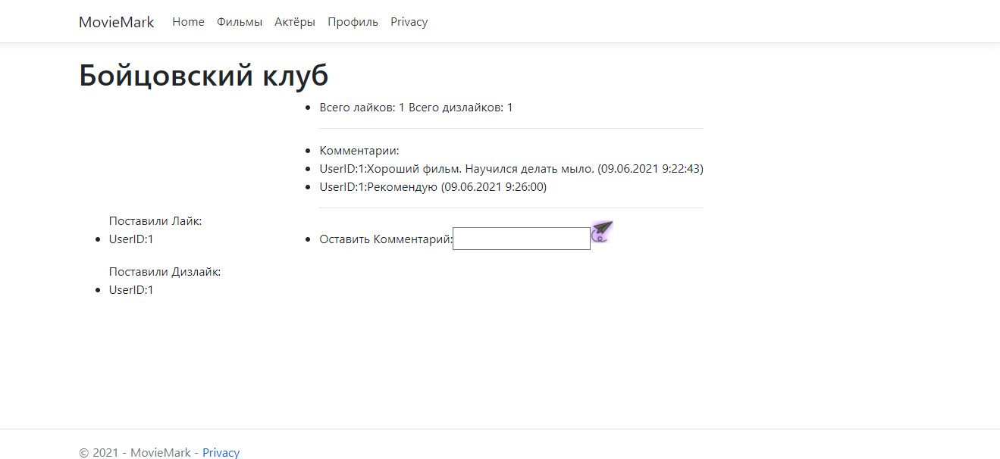 MovieMark Home Фильмы Актёры Профиль Privacy
Бойцовский клуб
Всего лайков: 1 Всего дизлайков: 1
Комментарии:
UserID:1:Хороший фильм. Научился делать мыло. (09.06.2021 9:22:43)
UserID:1:Рекомендую (09.06.2021 9:26:00)
Оставить Комментарий:
Поставили Лайк:
UserID:1
Поставили Дизлайк:
UserID:1
© 2021 - MovieMark - Privacy